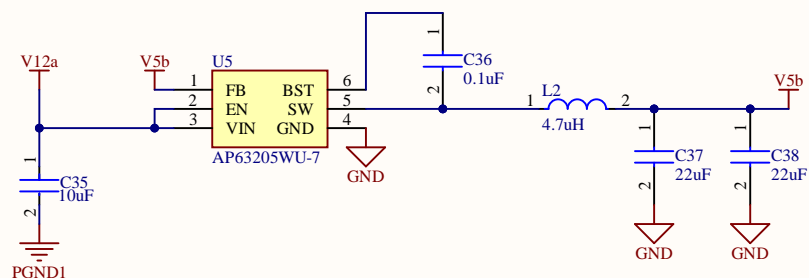 V12a
V5b
U5
1
FB
BST
6
2
EN
SW
5
3
VIN
GND
4
AP63205WU-7
GND
1
C36
0.1uF
2
1
L2
2
4.7uH
V5b
1
C35
10uF
2
PGND1
1
C37
22uF
2
GND
1
C38
22uF
2
GND